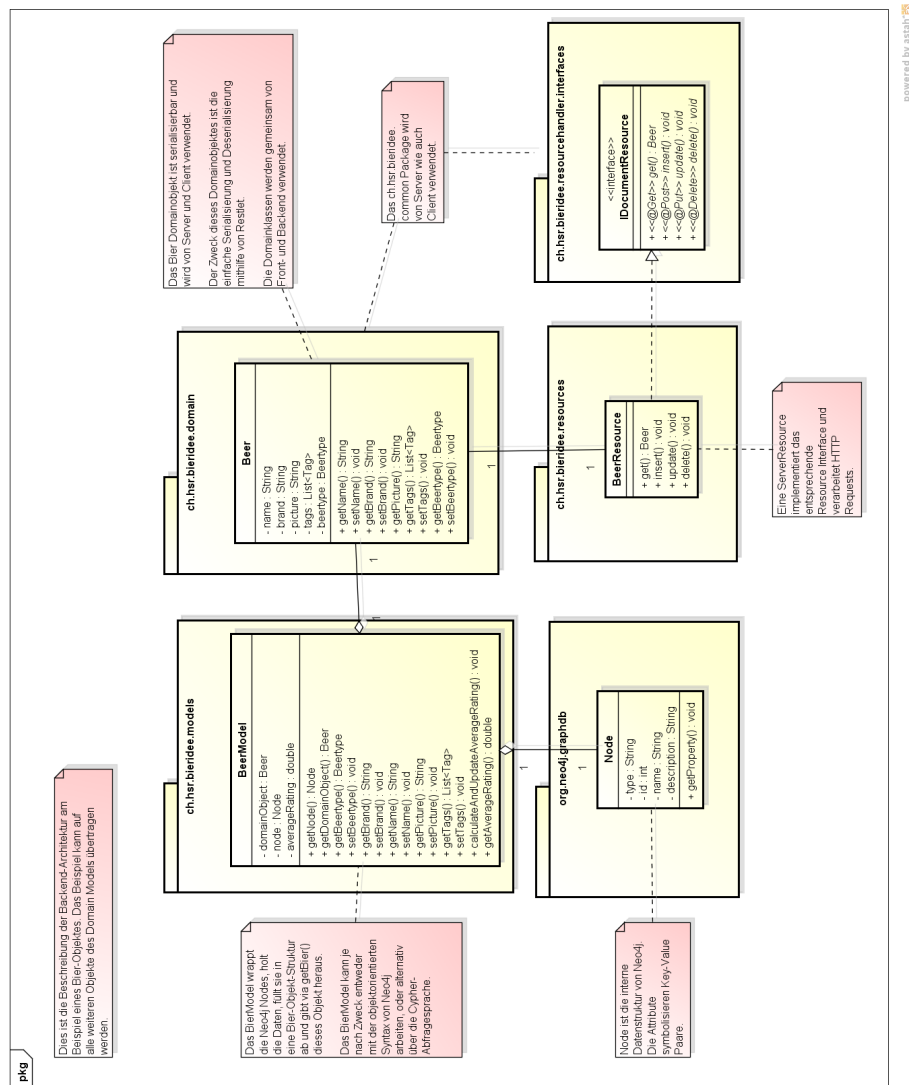 pkg
Dies ist die Beschreibung der Backend-Architektur am
Beispiel eines Bier-Objektes. Das Beispiel kann auf
alle weiteren Objekte des Domain Models übertragen
werden.
Das BierModel wrappt
die Neo4j Nodes, holt
die Daten, füllt sie in
eine Bier-Objekt-Struktur
ab und gibt via getBier()
dieses Objekt heraus.
Das BierModel kann je
nach Zweck entweder
mit der objektorientierten
Syntax von Neo4j
arbeiten, oder alternativ
über die Cypher-
Abfragesprache.
ch.hsr.bieridee.models
BeerModel
- domainObject : Beer
- node : Node
- averageRating : double
+ getNode() : Node
+ getDomainObject() : Beer
+ getBeertype() : Beertype
+ setBeertype() : void
+ getBrand() : String
+ setBrand() : void
+ getName() : String
+ setName() : void
+ getPicture() : String
+ setPicture() : void
+ getTags() : List<Tag>
+ setTags() : void
+ calculateAndUpdateAverageRating() : void
+ getAverageRating() : double
1
1
ch.hsr.bieridee.domain
Beer
- name : String
- brand : String
- picture : String
- tags : List<Tag>
- beertype : Beertype
+ getName() : String
+ setName() : void
+ getBrand() : String
+ setBrand() : void
+ getPicture() : String
+ getTags() : List<Tag>
+ setTags() : void
+ getBeertype() : Beertype
+ setBeertype() : void
Das Bier Domainobjekt ist serialisierbar und
wird von Server und Client verwendet.
Der Zweck dieses Domainobjektes ist die
einfache Serialisierung und Deserialisierung
mithilfe von Restlet.
Die Domainklassen werden gemeinsam von
Front- und Backend verwendet.
Das ch.hsr.bieridee.
common Package wird
von Server wie auch
Client verwendet.
Node ist die interne
Datenstruktur von Neo4j.
Die Attribute
symbolisieren Key-Value
Paare.
1
1
org.neo4j.graphdb
Node
- type : String
- id : int
- name : String
- description : String
+ getProperty() : void
1
1
ch.hsr.bieridee.resources
BeerResource
+ get() : Beer
+ insert() : void
+ update() : void
+ delete() : void
Eine ServerResource
implementiert das
entsprechende
Resource Interface und
verarbeitet HTTP
Requests.
ch.hsr.bieridee.resourcehandler.interfaces
<<interface>>
IDocumentResource
+ <<@Get>> get() : Beer
+ <<@Post>> insert() : void
+ <<@Put>> update() : void
+ <<@Delete>> delete() : void
powered by astah*